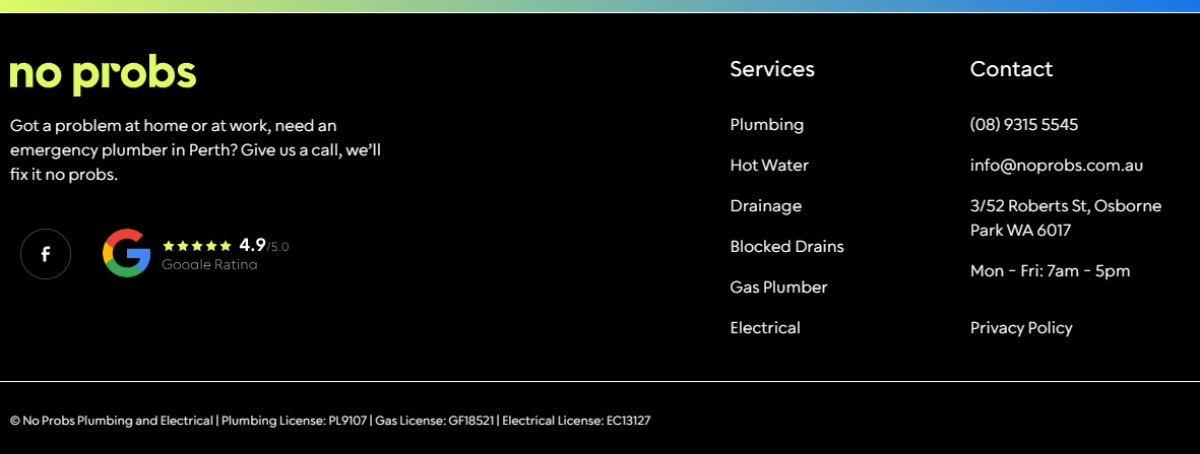 no probs
Got a problem at home or at work, need an
emergency plumber in Perth? Give us a call, we’ll
fix it no probs.
4.9/5.0
Google Rating
Services
Plumbing
Hot Water
Drainage
Blocked Drains
Gas Plumber
Electrical
Contact
(08) 9315 5545
info@noprobs.com.au
3/52 Roberts St, Osborne
Park WA 6017
Mon - Fri: 7am - 5pm
Privacy Policy
© No Probs Plumbing and Electrical | Plumbing License: PL9107 | Gas License: GF18521 | Electrical License: EC13127